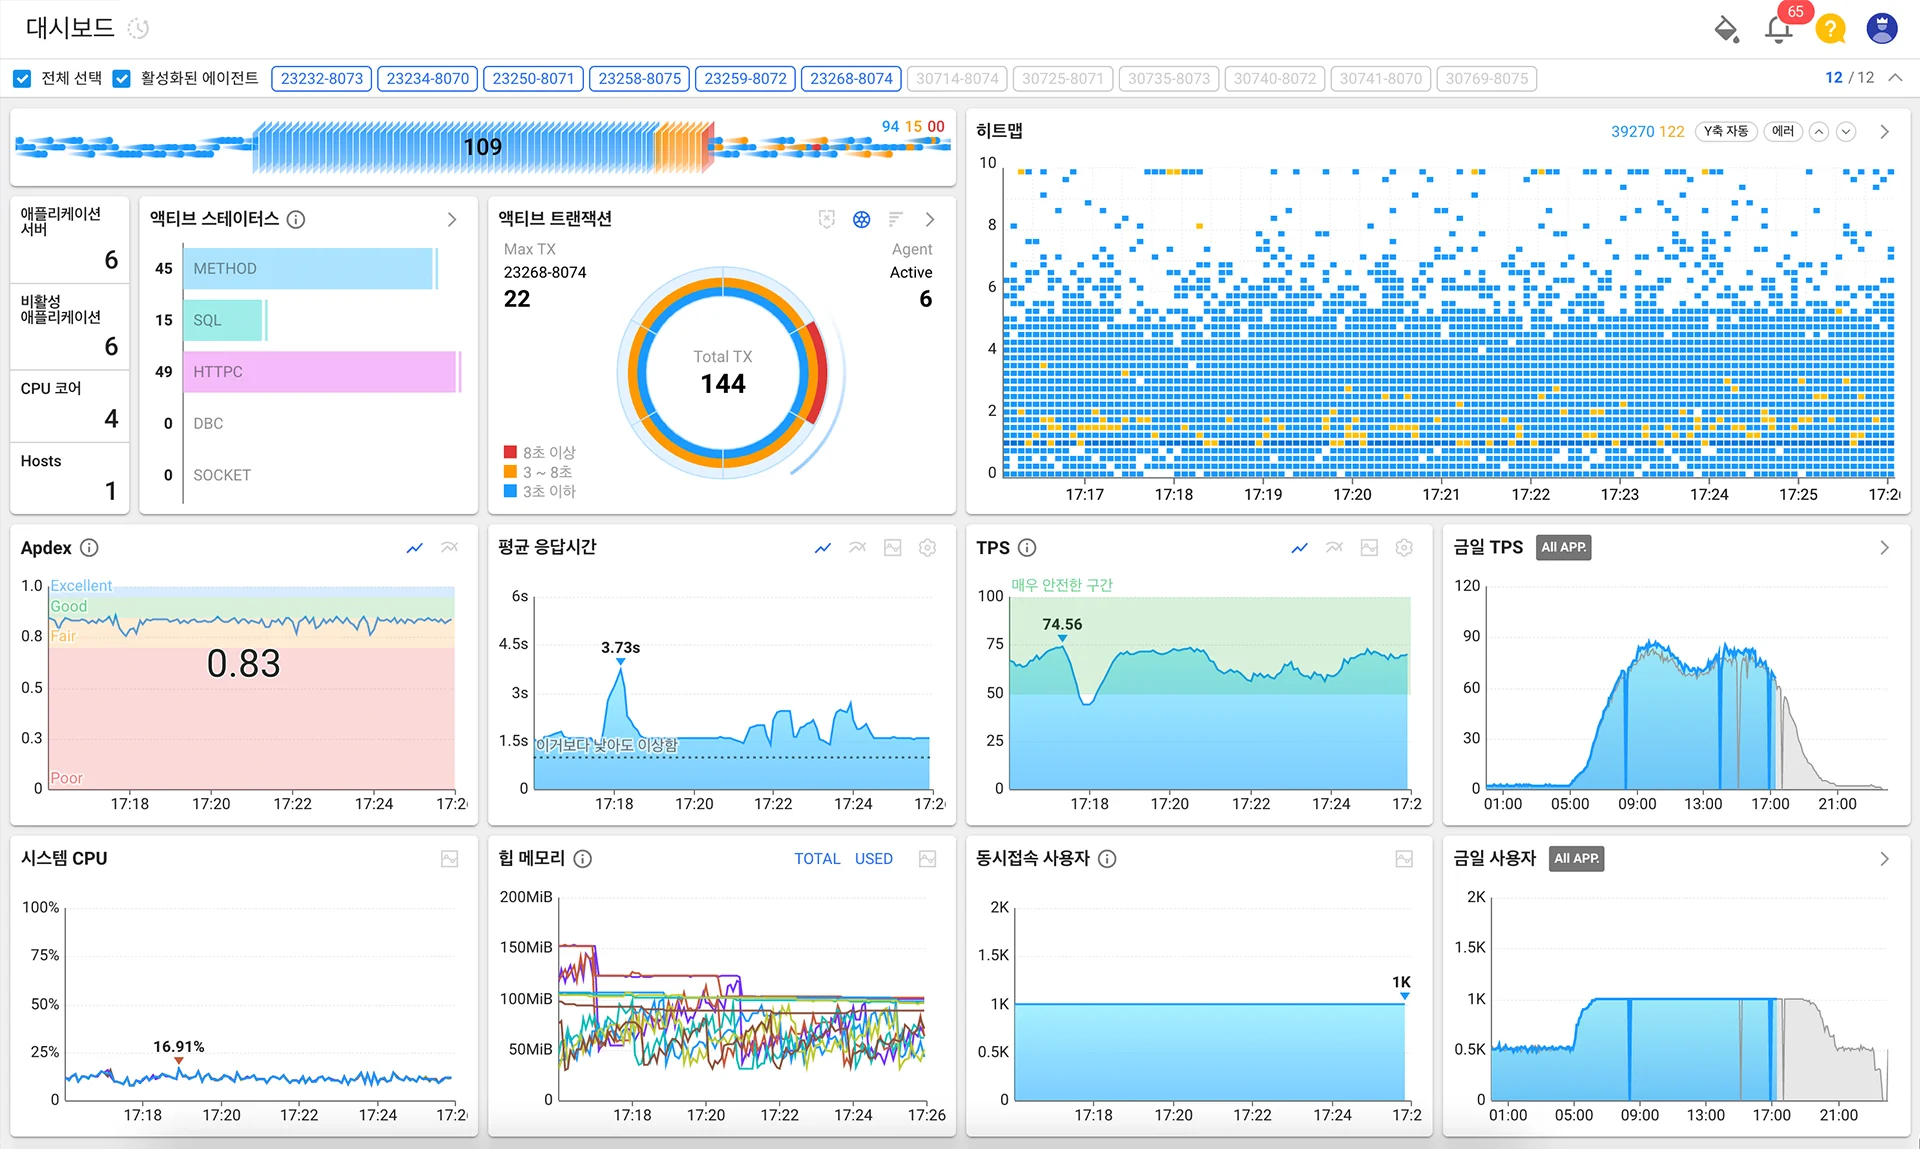 대시보드
65
?
전체 선택 활성화된 에이전트 23232-8073 23234-8070 23250-8071 23258-8075 23259-8072 23268-8074 30714-8074 30725-8071 30735-8073 30740-8072 30741-8070 30769-8075 12 / 12
109
94 15 00
애플리케이션
서버
6
비활성
애플리케이션
6
CPU 코어
4
Hosts
1
액티브 스테이터스
45 METHOD
15 SQL
49 HTTPC
0 DBC
0 SOCKET
액티브 트랜잭션
Max TX
23268-8074
22
Agent
Active
6
Total TX
144
8초 이상
3 ~ 8초
3초 이하
히트맵
39270 122 Y축 자동 에러
10
8
6
4
2
0
17:17 17:18 17:19 17:20 17:21 17:22 17:23 17:24 17:25 17:26
Apdex
1.0 Excellent
Good
0.8 Fair
0.83
0.5
0.3
Poor
0
17:18 17:20 17:22 17:24 17:26
평균 응답시간
6s
4.5s
3.73s
3s
1.5s 이거보다 낮아도 이상함
0
17:18 17:20 17:22 17:24 17:26
TPS
매우 안전한 구간
100
74.56
75
50
25
0
17:18 17:20 17:22 17:24 17:2
금일 TPS All APP.
120
90
60
30
0
01:00 05:00 09:00 13:00 17:00 21:00
시스템 CPU
100%
75%
50%
25%
16.91%
0
17:18 17:20 17:22 17:24 17:26
힙 메모리
TOTAL USED
200MiB
150MiB
100MiB
50MiB
0
17:18 17:20 17:22 17:24 17:26
동시접속 사용자
2K
1.5K
1K
1K
0.5K
0
17:18 17:20 17:22 17:24 17:2
금일 사용자 All APP.
2K
1.5K
1K
0.5K
0
01:00 05:00 09:00 13:00 17:00 21:00